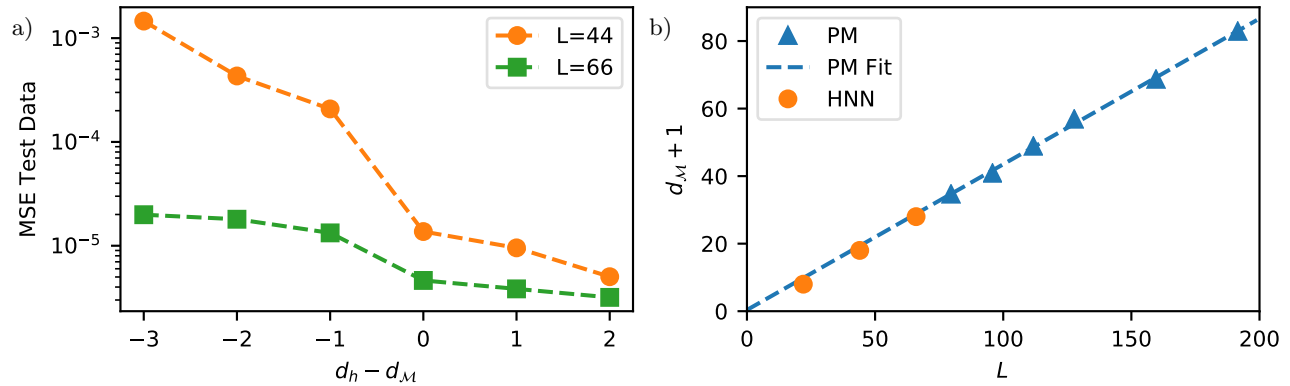 a)
10⁻³
10⁻⁴
10⁻⁵
MSE Test Data
L=44
L=66
−3 −2 −1 0 1 2
d_h − d_ℳ
b)
80
60
40
20
0
d_ℳ + 1
PM
PM Fit
HNN
0 50 100 150 200
L